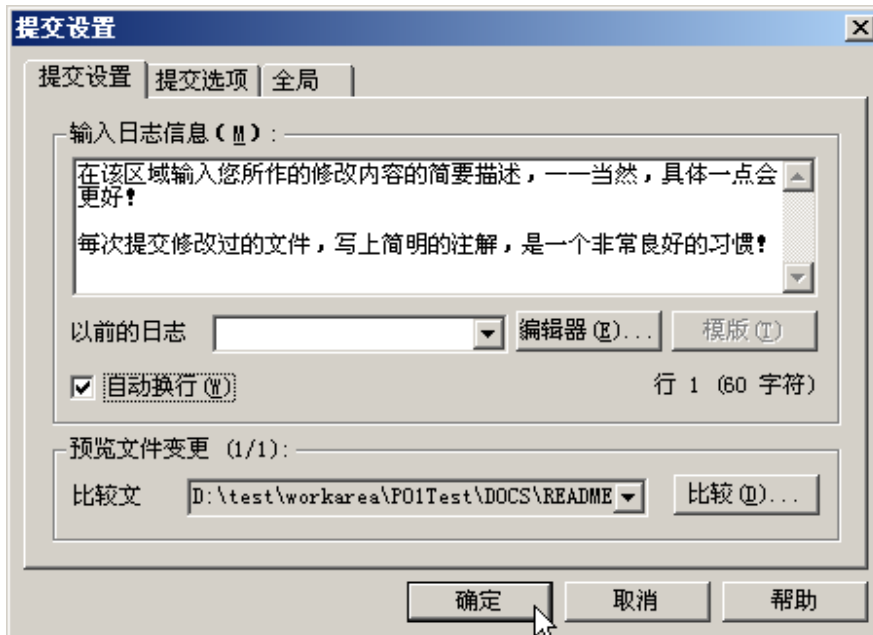 提交设置
提交设置 提交选项 全局
输入日志信息(M):
在该区域输入您所作的修改内容的简要描述，——当然，具体一点会
更好！
每次提交修改过的文件，写上简明的注解，是一个非常良好的习惯！
以前的日志 编辑器(E)... 模版(T)
自动换行(W) 行 1 (60 字符)
预览文件变更 (1/1):
比较文 D:\test\workarea\PO1Test\DOCS\README 比较(D)...
确定 取消 帮助